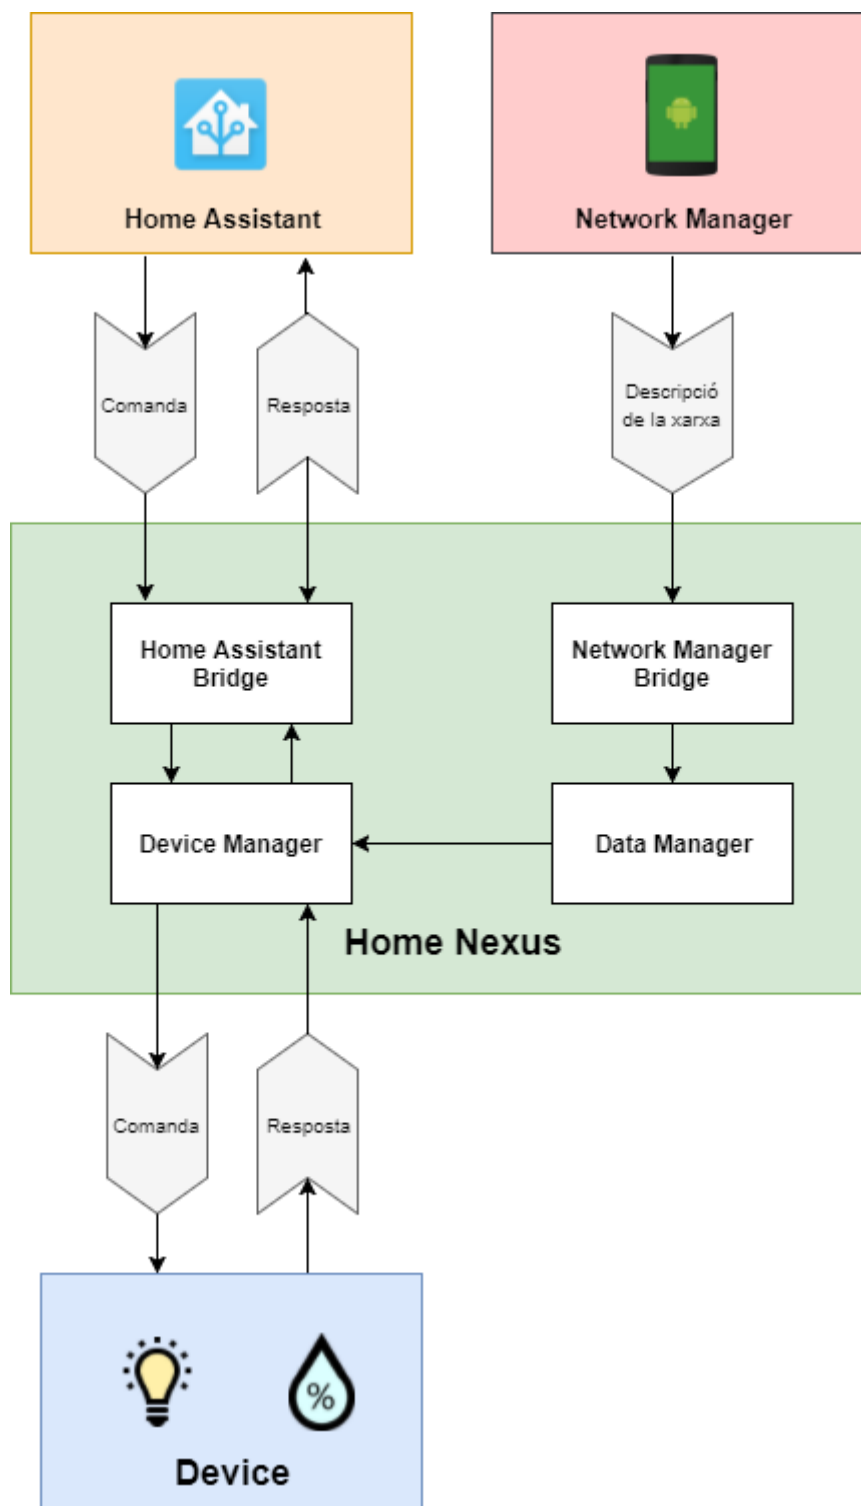 Home Assistant
Network Manager
Comanda
Resposta
Descripció
de la xarxa
Home Assistant
Bridge
Network Manager
Bridge
Device Manager
Data Manager
Home Nexus
Comanda
Resposta
%
Device